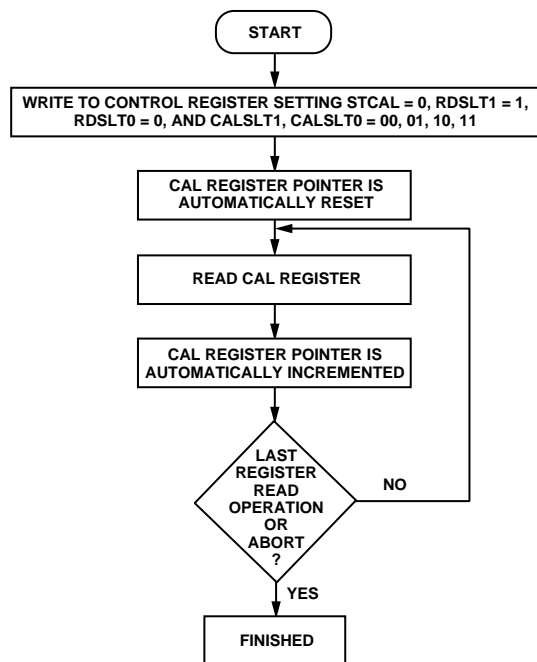 START
WRITE TO CONTROL REGISTER SETTING STCAL = 0, RDSLT1 = 1,
RDSLT0 = 0, AND CALSLT1, CALSLT0 = 00, 01, 10, 11
CAL REGISTER POINTER IS
AUTOMATICALLY RESET
READ CAL REGISTER
CAL REGISTER POINTER IS
AUTOMATICALLY INCREMENTED
LAST
REGISTER
READ
OPERATION
OR
ABORT
?
NO
YES
FINISHED